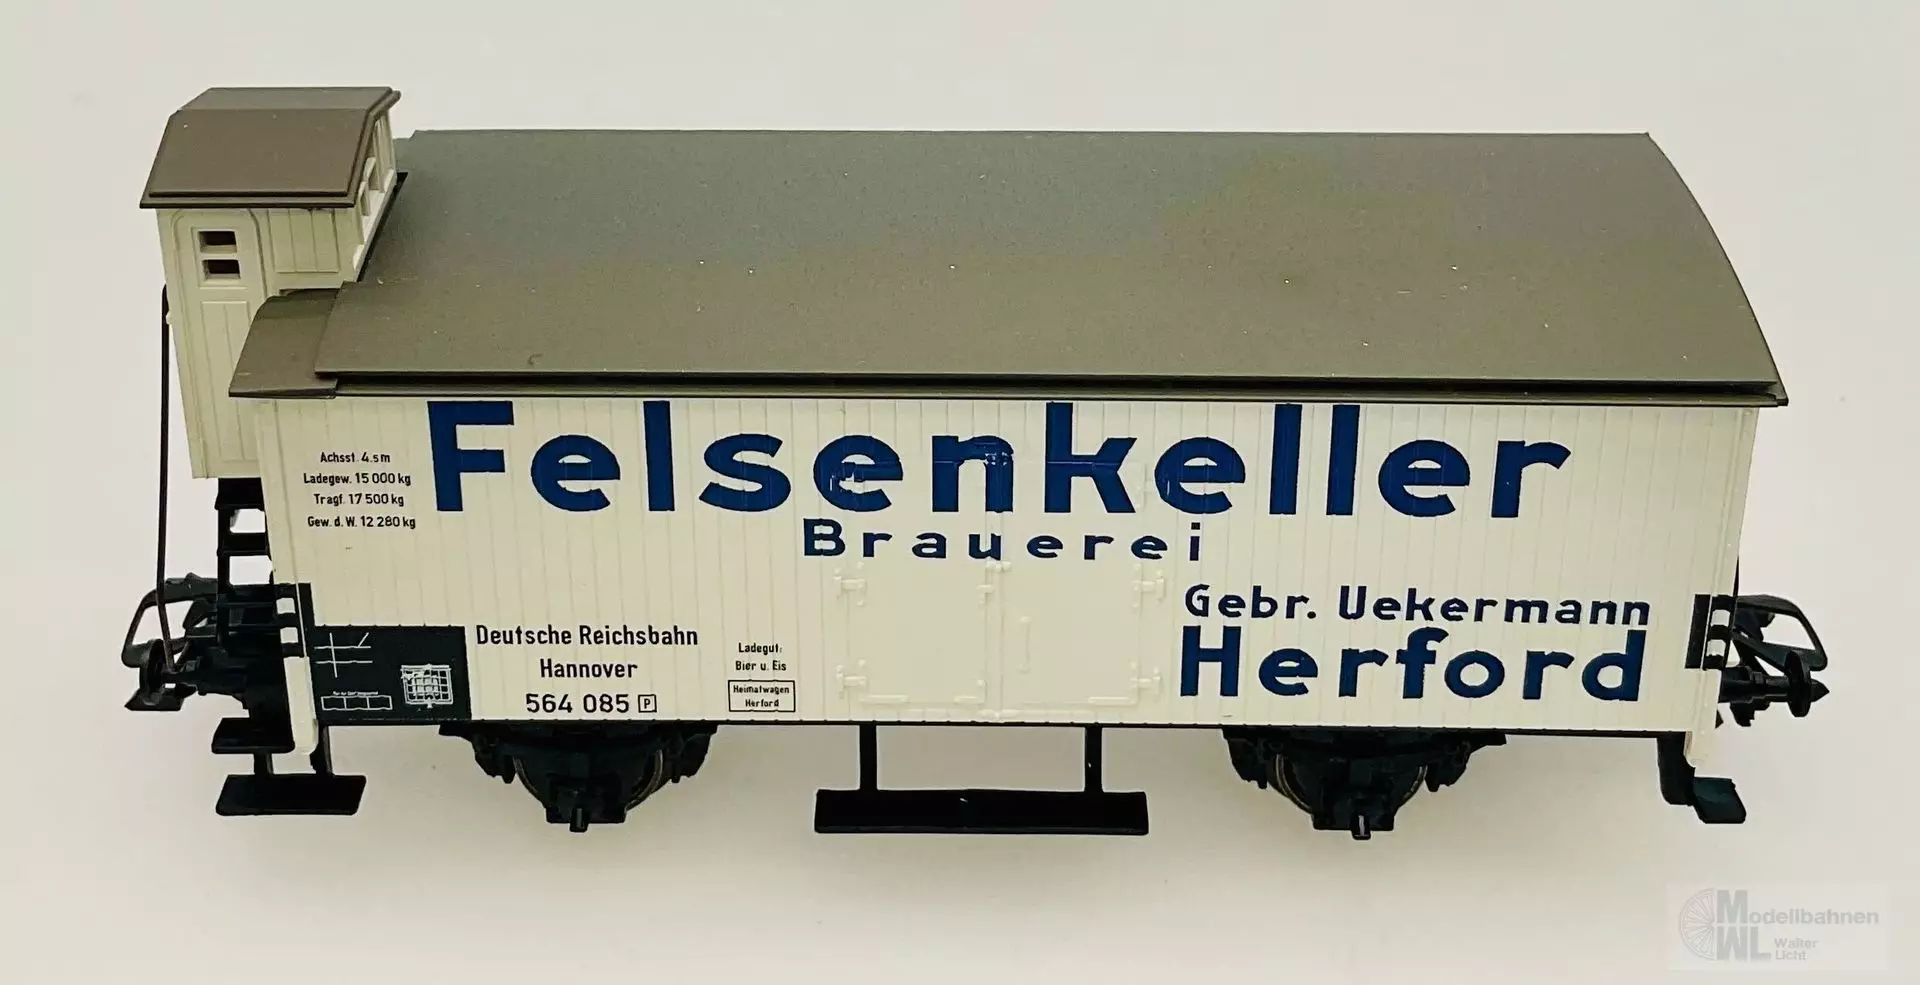 Felsenkeller
Brauerei
Gebr. Uekermann
Herford
Achsst. 4.5 m
Ladegew. 15 000 kg
Tragf. 17 500 kg
Gew. d. W. 12 280 kg
Deutsche Reichsbahn
Hannover
564 085 P
Ladegut:
Bier u. Eis
Heimatwagen
Herford
Modellbahnen
WL Walter
Licht